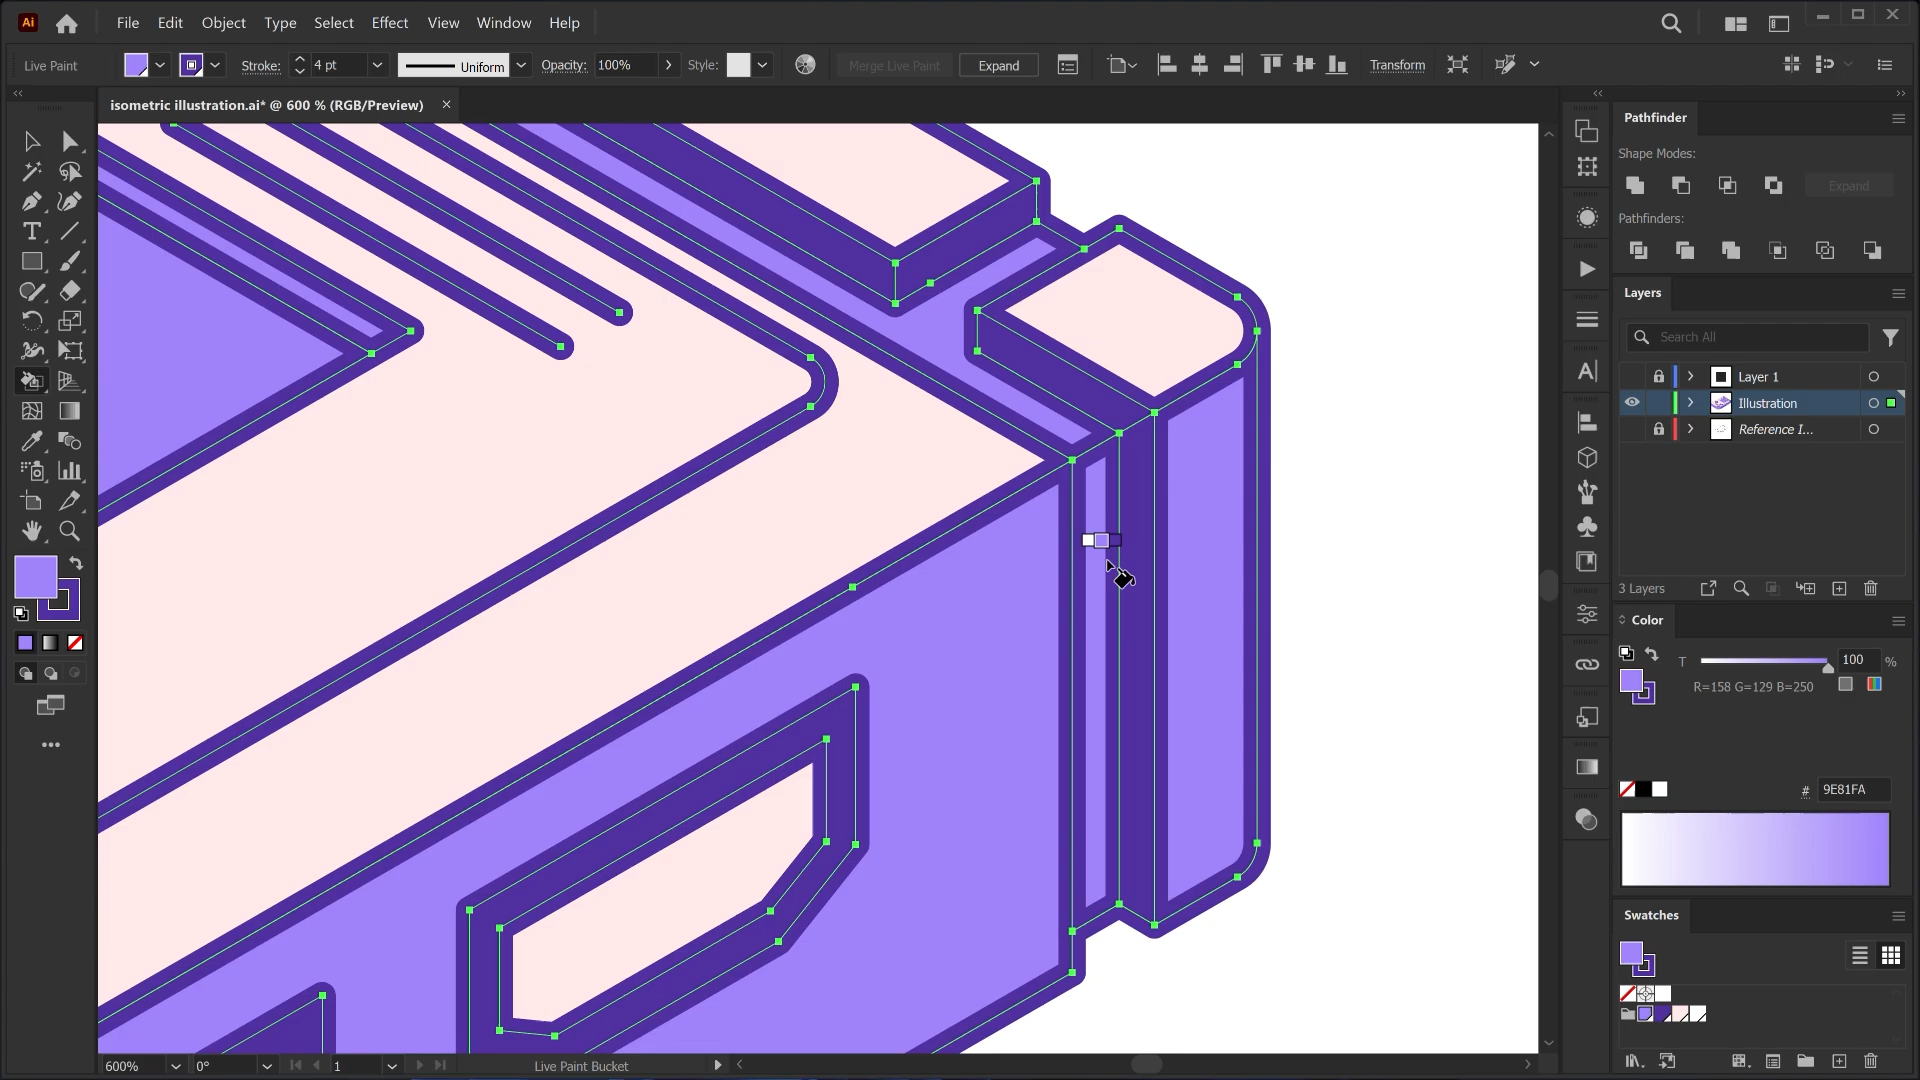 Ai File Edit Object Type Select Effect View Window Help
Live Paint Stroke: 4 pt Uniform Opacity: 100% Style: Merge Live Paint Expand Transform
isometric illustration.ai* @ 600 % (RGB/Preview) ×
Pathfinder
Shape Modes:
Expand
Pathfinders:
Layers
Search All
Layer 1
Illustration
Reference I...
3 Layers
Color
T 100 %
R=158 G=129 B=250
# 9E81FA
Swatches
600% 0° 1 Live Paint Bucket